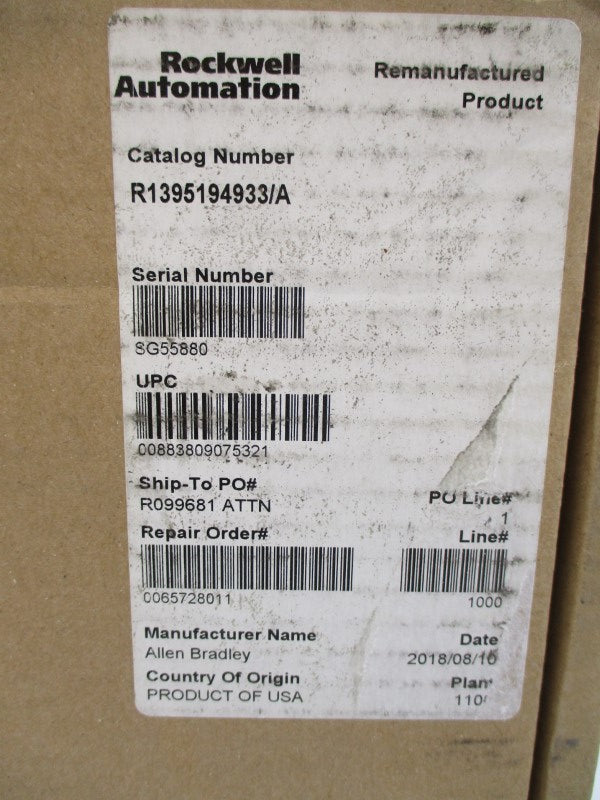 Rockwell
Automation
Remanufactured
Product
Catalog Number
R1395194933/A
Serial Number
SG55880
UPC
00883809075321
Ship-To PO#
R099681 ATTN
PO Line#
1
Repair Order#
0065728011
Line#
1000
Manufacturer Name
Allen Bradley
Date
2018/08/10
Country Of Origin
PRODUCT OF USA
Plant